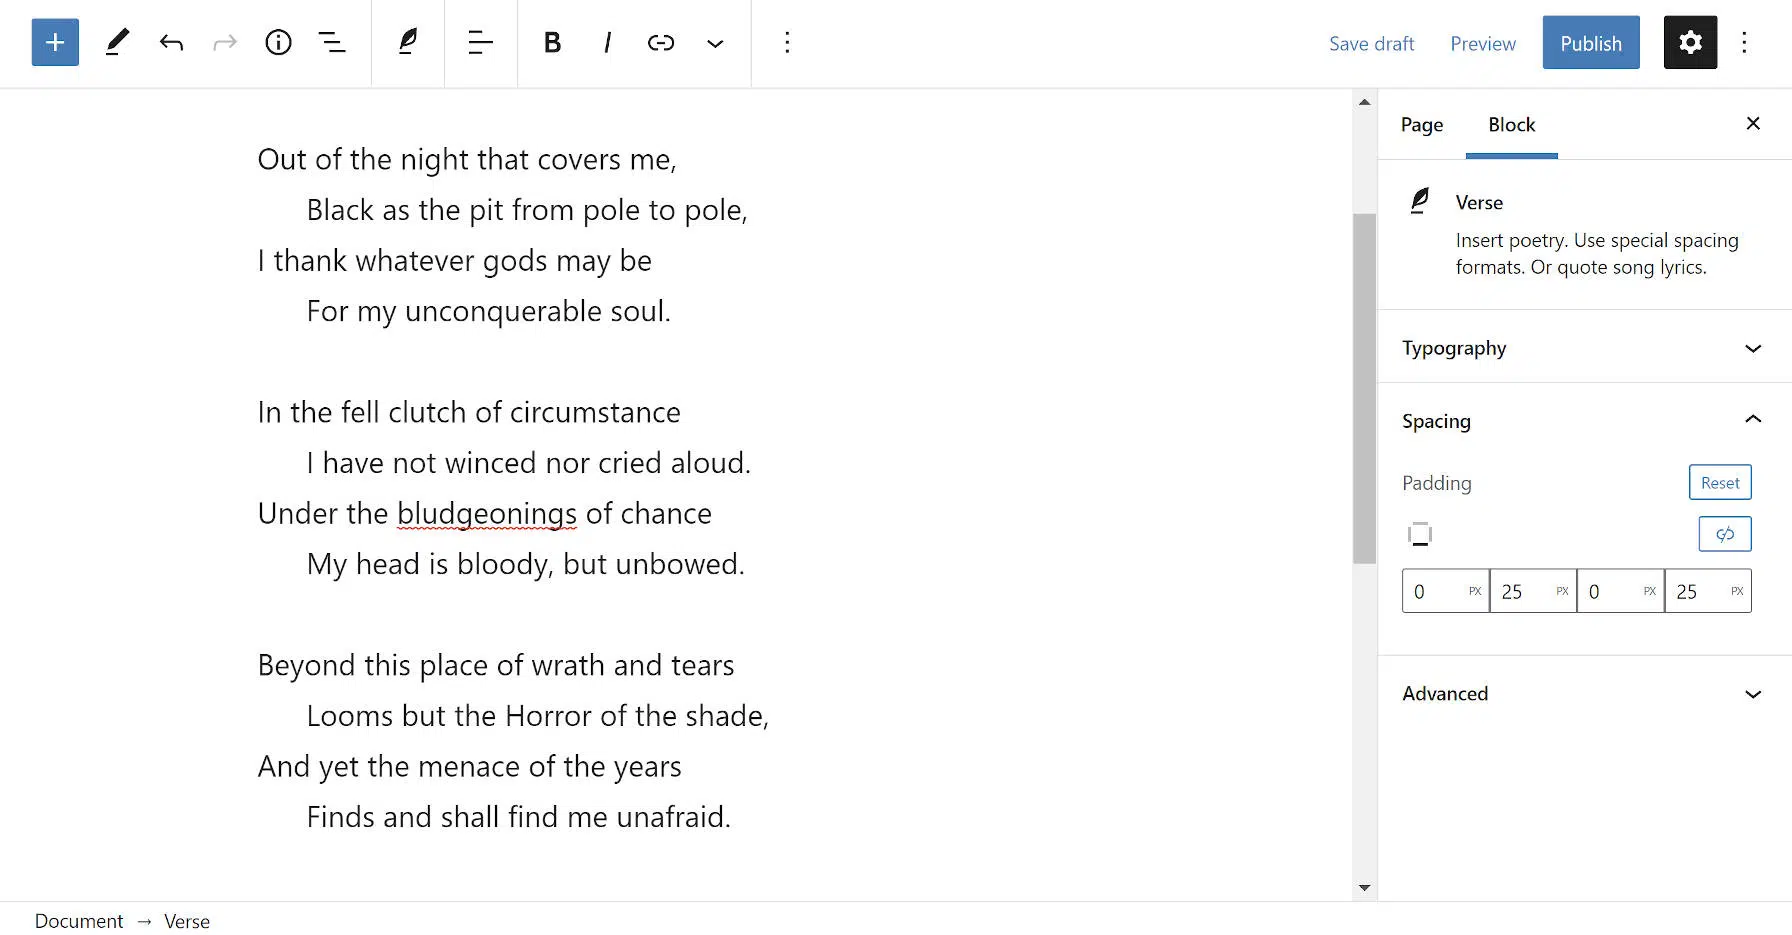 Save draft Preview Publish
Page Block
Out of the night that covers me,
Black as the pit from pole to pole,
I thank whatever gods may be
For my unconquerable soul.
In the fell clutch of circumstance
I have not winced nor cried aloud.
Under the bludgeonings of chance
My head is bloody, but unbowed.
Beyond this place of wrath and tears
Looms but the Horror of the shade,
And yet the menace of the years
Finds and shall find me unafraid.
Verse
Insert poetry. Use special spacing
formats. Or quote song lyrics.
Typography
Spacing
Padding Reset
0 PX 25 PX 0 PX 25 PX
Advanced
Document → Verse